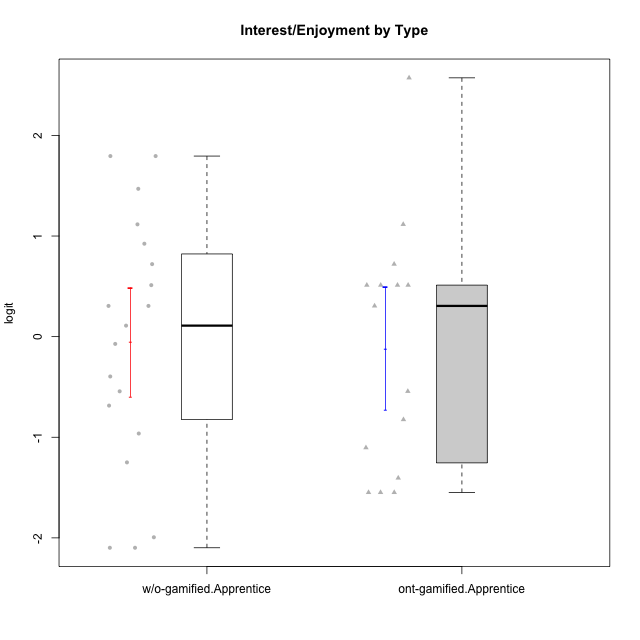 Interest/Enjoyment by Type
logit
2
1
0
-1
-2
w/o-gamified.Apprentice
ont-gamified.Apprentice